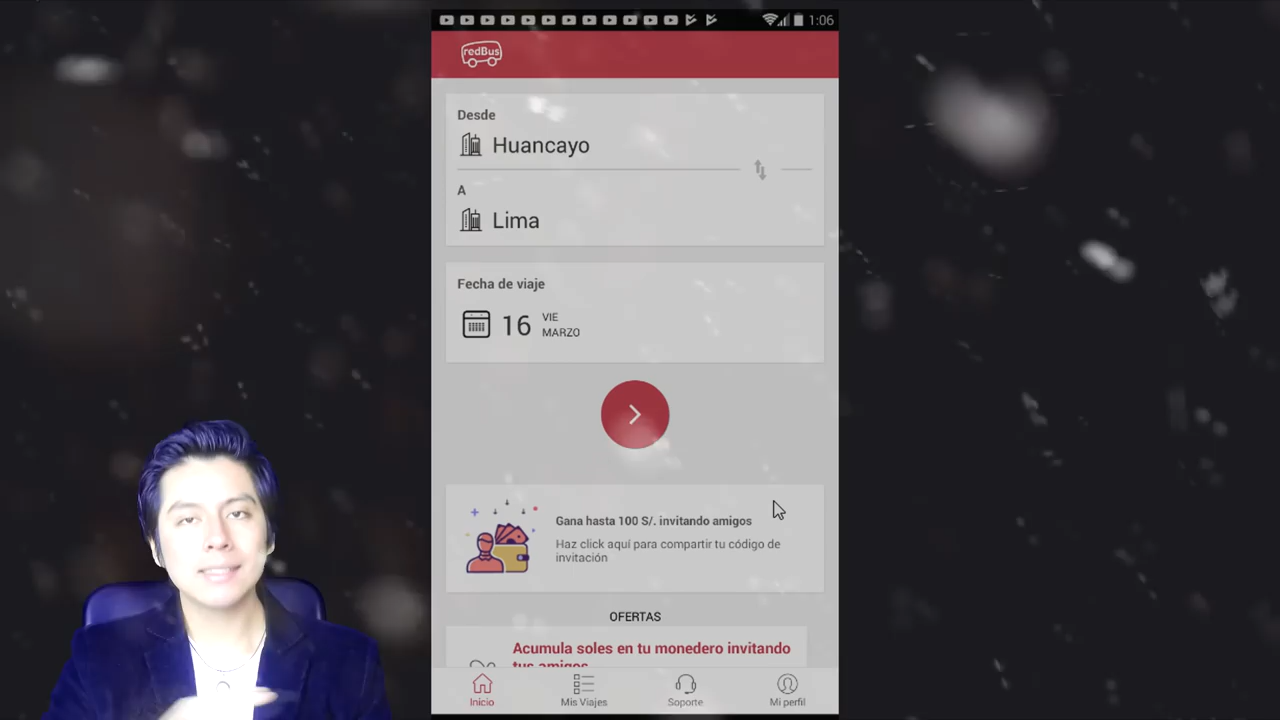 1:06
redBus
Desde
Huancayo
A
Lima
Fecha de viaje
16
VIE
MARZO
Gana hasta 100 S/. invitando amigos
Haz click aquí para compartir tu código de
invitación
OFERTAS
Acumula soles en tu monedero invitando
tus amigos
Inicio
Mis Viajes
Soporte
Mi perfil